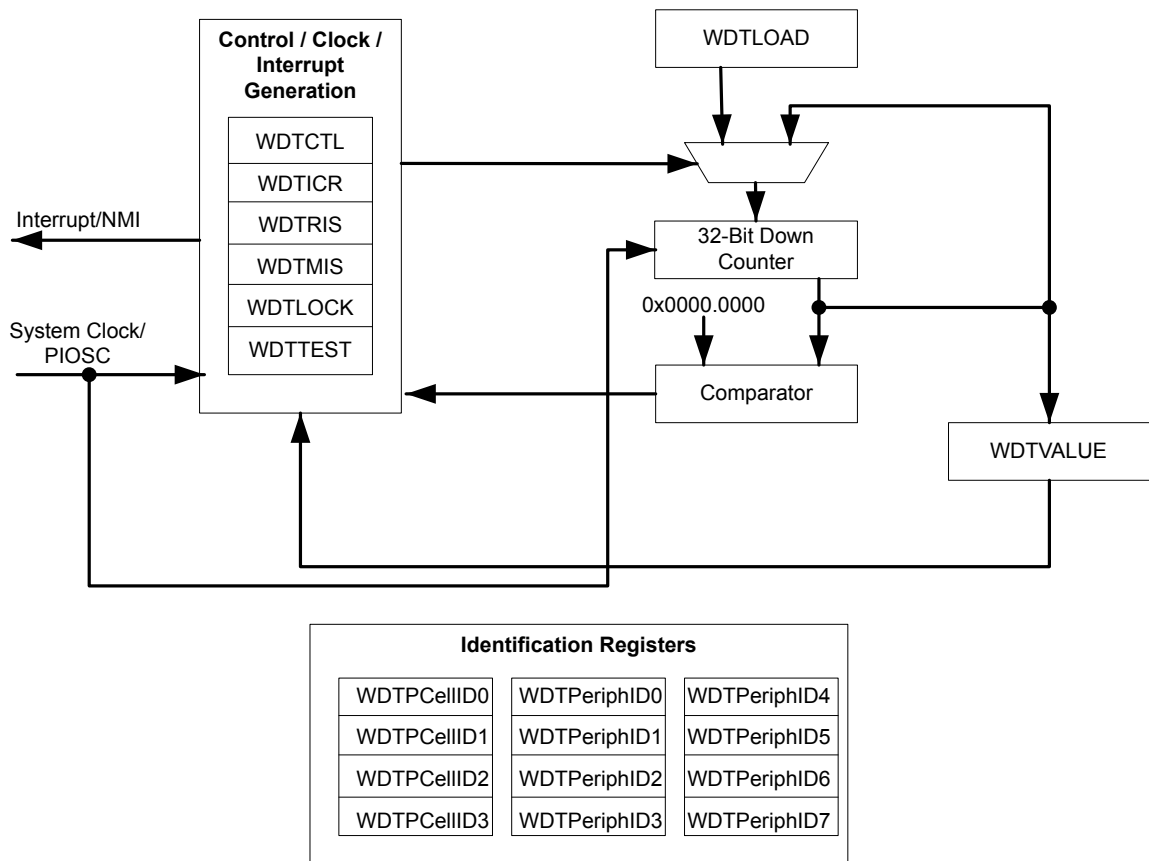 Control / Clock /
Interrupt
Generation
WDTCTL
WDTICR
WDTRIS
WDTMIS
WDTLOCK
WDTTEST
Interrupt/NMI
System Clock/
PIOSC
WDTLOAD
32-Bit Down
Counter
0x0000.0000
Comparator
WDTVALUE
Identification Registers
WDTPCellID0
WDTPeriphID0
WDTPeriphID4
WDTPCellID1
WDTPeriphID1
WDTPeriphID5
WDTPCellID2
WDTPeriphID2
WDTPeriphID6
WDTPCellID3
WDTPeriphID3
WDTPeriphID7